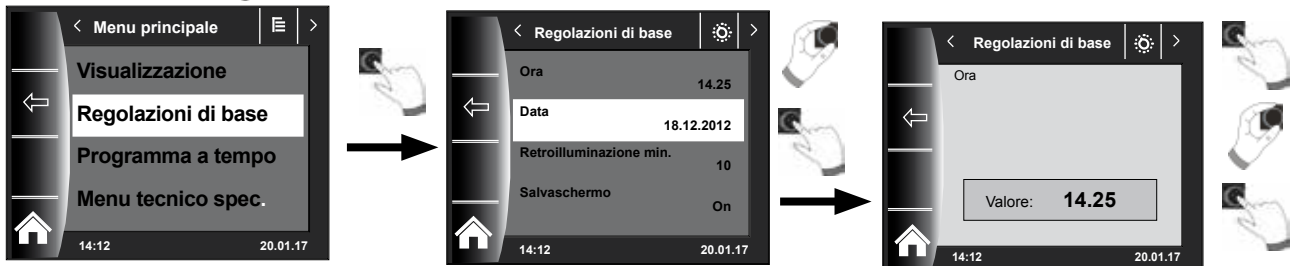 Menu principale
Visualizzazione
Regolazioni di base
Programma a tempo
Menu tecnico spec.
14:12 20.01.17
Regolazioni di base
Ora
14.25
Data
18.12.2012
Retroilluminazione min.
10
Salvaschermo
On
14:12 20.01.17
Regolazioni di base
Ora
Valore: 14.25
14:12 20.01.17